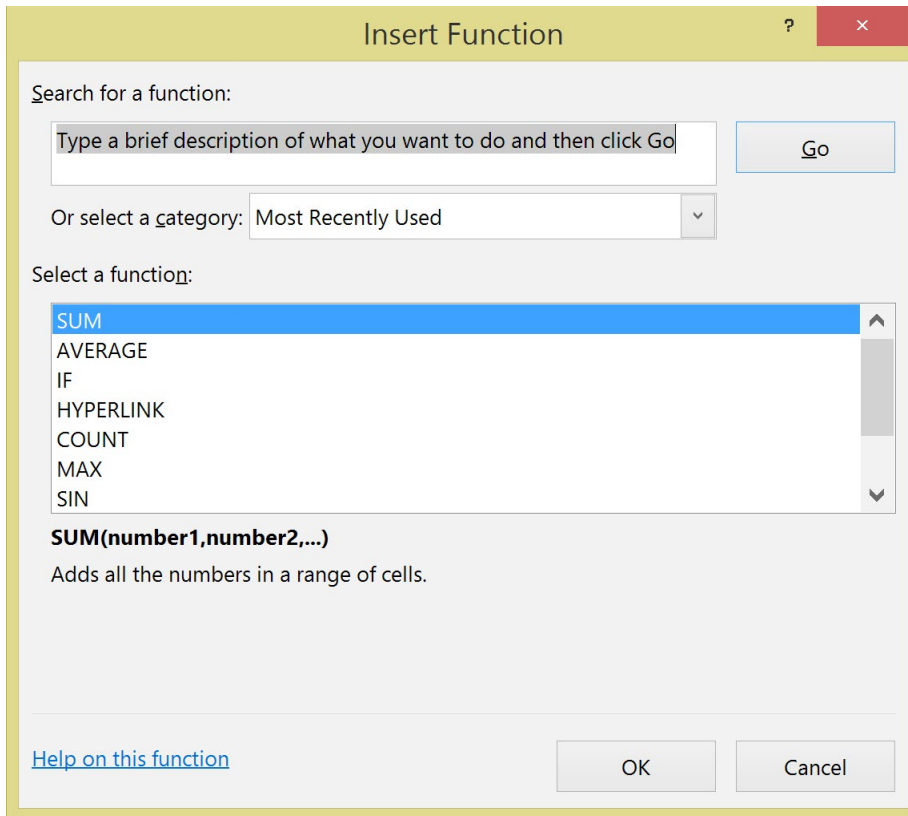 Insert Function
?
Search for a function:
Type a brief description of what you want to do and then click Go
Go
Or select a category: Most Recently Used
Select a function:
SUM
AVERAGE
IF
HYPERLINK
COUNT
MAX
SIN
SUM(number1,number2,...)
Adds all the numbers in a range of cells.
Help on this function
OK
Cancel